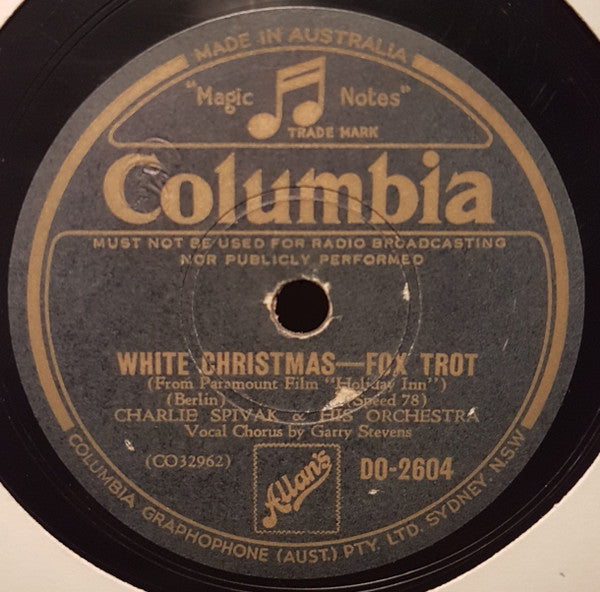 MADE IN AUSTRALIA
"Magic Notes"
TRADE MARK
Columbia
MUST NOT BE USED FOR RADIO BROADCASTING
NOR PUBLICLY PERFORMED
WHITE CHRISTMAS—FOX TROT
(From Paramount Film "Holiday Inn")
(Berlin) (Speed 78)
CHARLIE SPIVAK & HIS ORCHESTRA
Vocal Chorus by Garry Stevens
(CO32962)
Allan's
DO-2604
COLUMBIA GRAPHOPHONE (AUST.) PTY. LTD. SYDNEY. N.S.W.